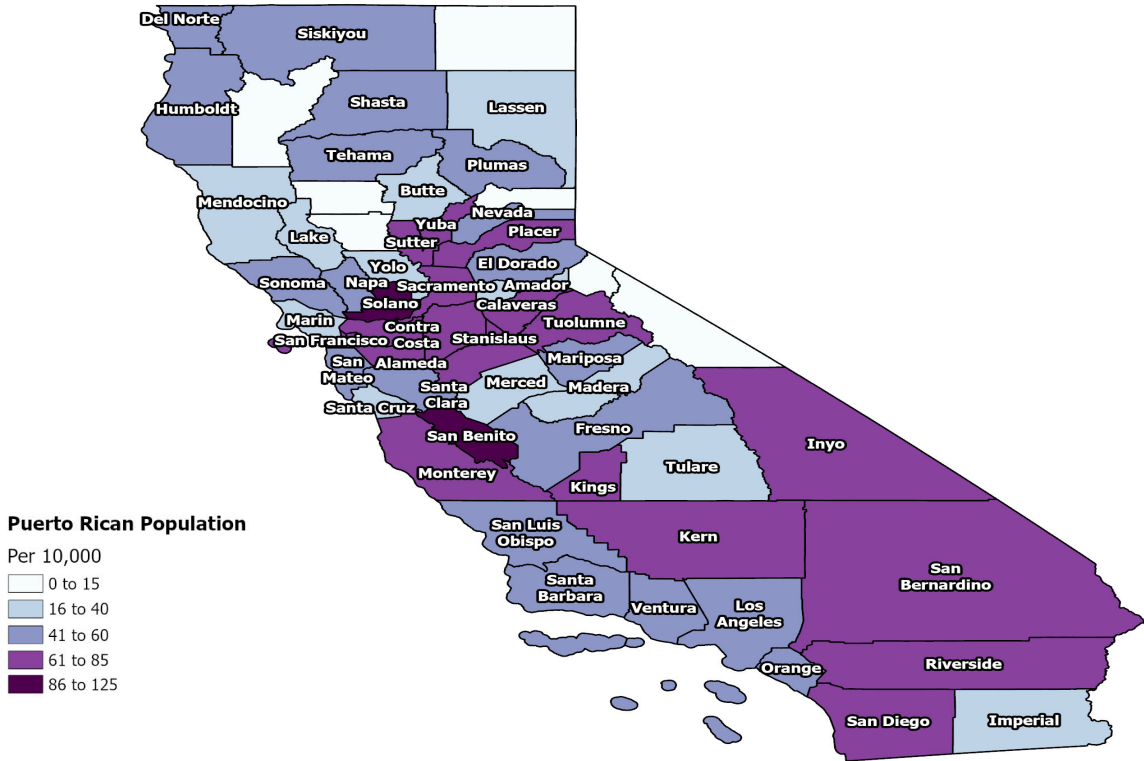 Del Norte
Siskiyou
Humboldt
Shasta
Lassen
Tehama
Plumas
Mendocino
Butte
Nevada
Yuba
Placer
Sutter
Lake
Yolo
El Dorado
Sonoma
Napa
Sacramento
Amador
Solano
Calaveras
Marin
Contra
Costa
Tuolumne
San Francisco
Stanislaus
San
Mateo
Alameda
Mariposa
Santa
Clara
Merced
Madera
Santa Cruz
San Benito
Fresno
Inyo
Monterey
Kings
Tulare
San Luis
Obispo
Kern
San
Bernardino
Santa
Barbara
Ventura
Los
Angeles
Orange
Riverside
San Diego
Imperial
Puerto Rican Population
Per 10,000
0 to 15
16 to 40
41 to 60
61 to 85
86 to 125